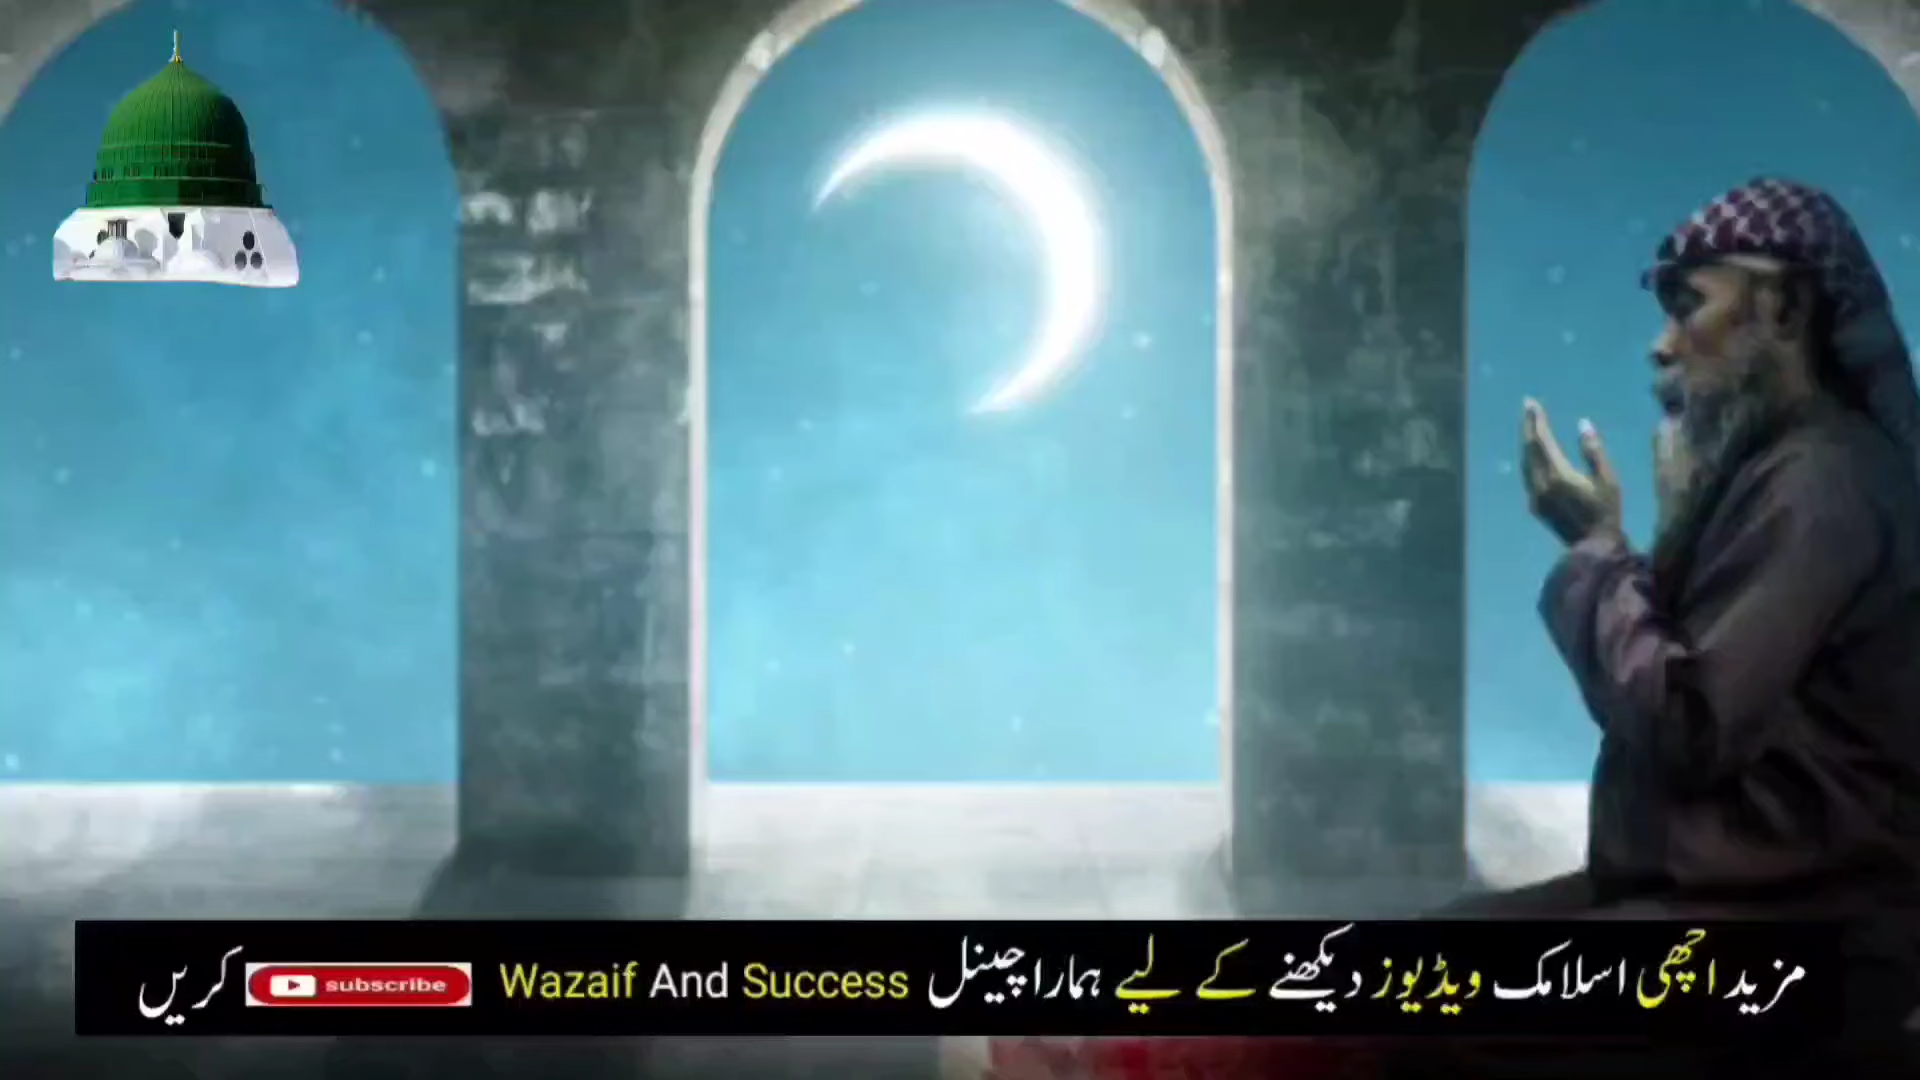 مزید اچھی اسلامک ویڈیوز دیکھنے کے لیے ہمارا چینل Wazaif And Success subscribe کریں